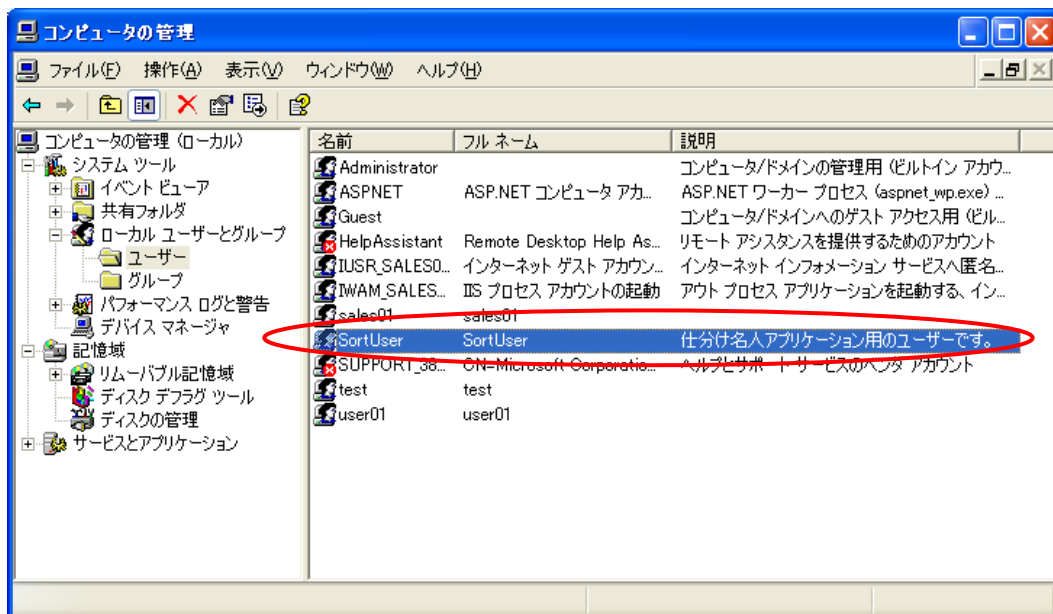 コンピュータの管理
ファイル(F) 操作(A) 表示(V) ウィンドウ(W) ヘルプ(H)
コンピュータの管理 (ローカル)
システム ツール
イベント ビューア
共有フォルダ
ローカル ユーザーとグループ
ユーザー
グループ
パフォーマンス ログと警告
デバイス マネージャ
記憶域
リムーバブル記憶域
ディスク デフラグ ツール
ディスクの管理
サービスとアプリケーション
名前 フル ネーム 説明
Administrator コンピュータ/ドメインの管理用 (ビルトイン アカウ...
ASPNET ASP.NET コンピュータ アカ... ASP.NET ワーカー プロセス (aspnet_wp.exe) ...
Guest コンピュータ/ドメインへのゲスト アクセス用 (ビル...
HelpAssistant Remote Desktop Help As... リモート アシスタンスを提供するためのアカウント
IUSR_SALES0... インターネット ゲスト アカウン... インターネット インフォメーション サービスへ匿名...
IWAM_SALES... IIS プロセス アカウントの起動 アウト プロセス アプリケーションを起動する、イン...
sales01 sales01
SortUser SortUser 仕分け名人アプリケーション用のユーザーです。
SUPPORT_38... CN=Microsoft Corporatio... ヘルプとサポート サービスのベンダ アカウント
test test
user01 user01